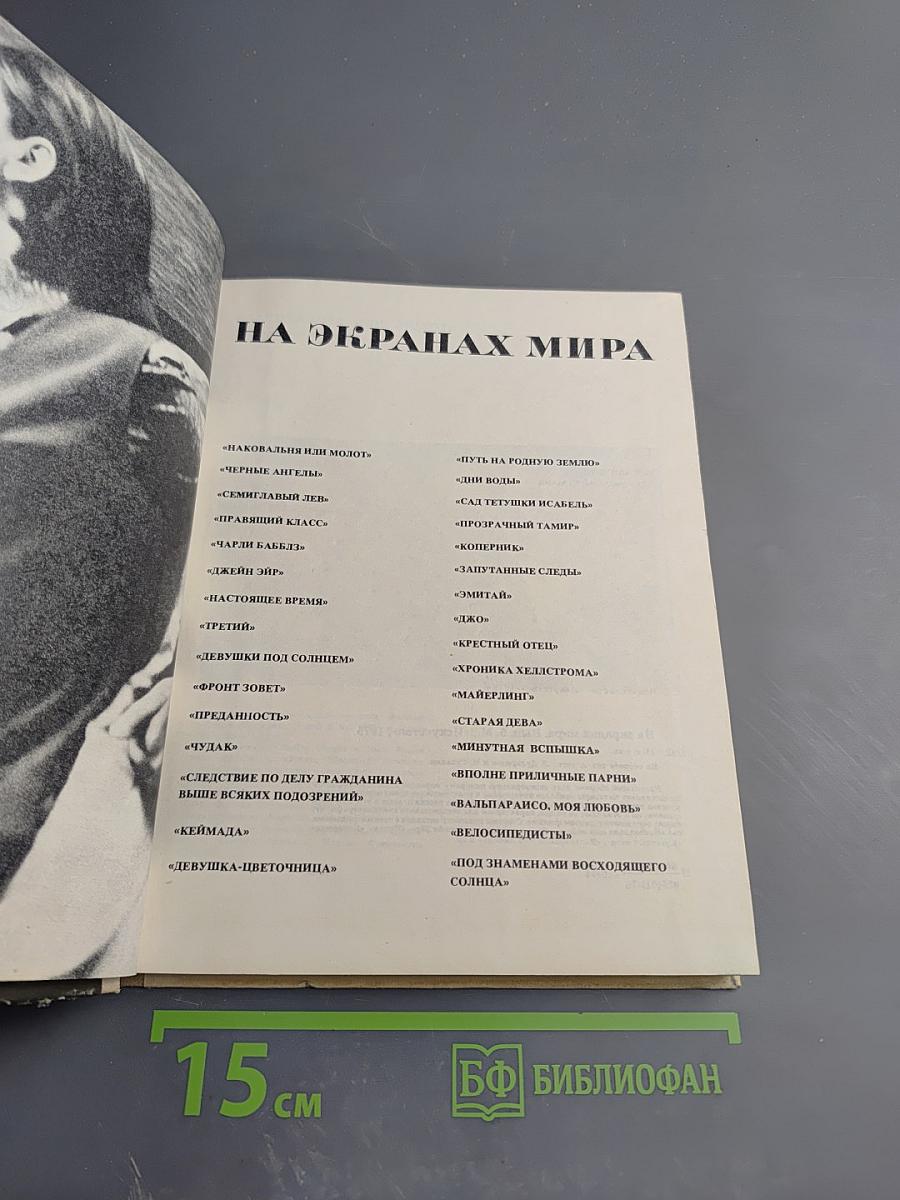 НА ЭКРАНАХ МИРА
«НАКОВАЛЬНЯ ИЛИ МОЛОТ»
«ЧЕРНЫЕ АНГЕЛЫ»
«СЕМИГЛАВЫЙ ЛЕВ»
«ПРАВЯЩИЙ КЛАСС»
«ЧАРЛИ БАББЛЗ»
«ДЖЕЙН ЭЙР»
«НАСТОЯЩЕЕ ВРЕМЯ»
«ТРЕТИЙ»
«ДЕВУШКИ ПОД СОЛНЦЕМ»
«ФРОНТ ЗОВЕТ»
«ПРЕДАННОСТЬ»
«ЧУДАК»
«СЛЕДСТВИЕ ПО ДЕЛУ ГРАЖДАНИНА
ВЫШЕ ВСЯКИХ ПОДОЗРЕНИЙ»
«КЕЙМАДА»
«ДЕВУШКА-ЦВЕТОЧНИЦА»
«ПУТЬ НА РОДНУЮ ЗЕМЛЮ»
«ДНИ ВОДЫ»
«САД ТЕТУШКИ ИСАБЕЛЬ»
«ПРОЗРАЧНЫЙ ТАМИР»
«КОПЕРНИК»
«ЗАПУТАННЫЕ СЛЕДЫ»
«ЭМИТАЙ»
«ДЖО»
«КРЕСТНЫЙ ОТЕЦ»
«ХРОНИКА ХЕЛЛСТРОМА»
«МАЙЕРЛИНГ»
«СТАРАЯ ДЕВА»
«МИНУТНАЯ ВСПЫШКА»
«ВПОЛНЕ ПРИЛИЧНЫЕ ПАРНИ»
«ВАЛЬПАРАИСО, МОЯ ЛЮБОВЬ»
«ВЕЛОСИПЕДИСТЫ»
«ПОД ЗНАМЕНАМИ ВОСХОДЯЩЕГО
СОЛНЦА»
15 СМ
БФ БИБЛИОФАН